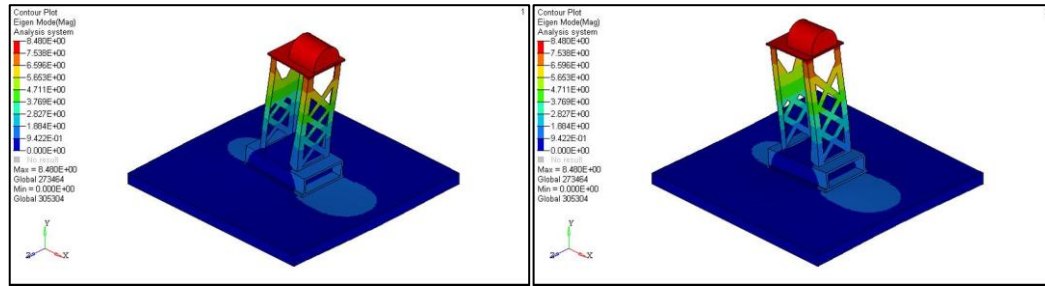 Contour Plot
Eigen Mode(Mag)
Analysis system
8.480E+00
7.538E+00
6.596E+00
5.653E+00
4.711E+00
3.769E+00
2.827E+00
1.884E+00
9.422E-01
0.000E+00
No result
Max = 8.480E+00
Global 273464
Min = 0.000E+00
Global 305304
Y
Z
X
1
Contour Plot
Eigen Mode(Mag)
Analysis system
8.480E+00
7.538E+00
6.596E+00
5.653E+00
4.711E+00
3.769E+00
2.827E+00
1.884E+00
9.422E-01
0.000E+00
No result
Max = 8.480E+00
Global 273464
Min = 0.000E+00
Global 305304
Y
Z
X